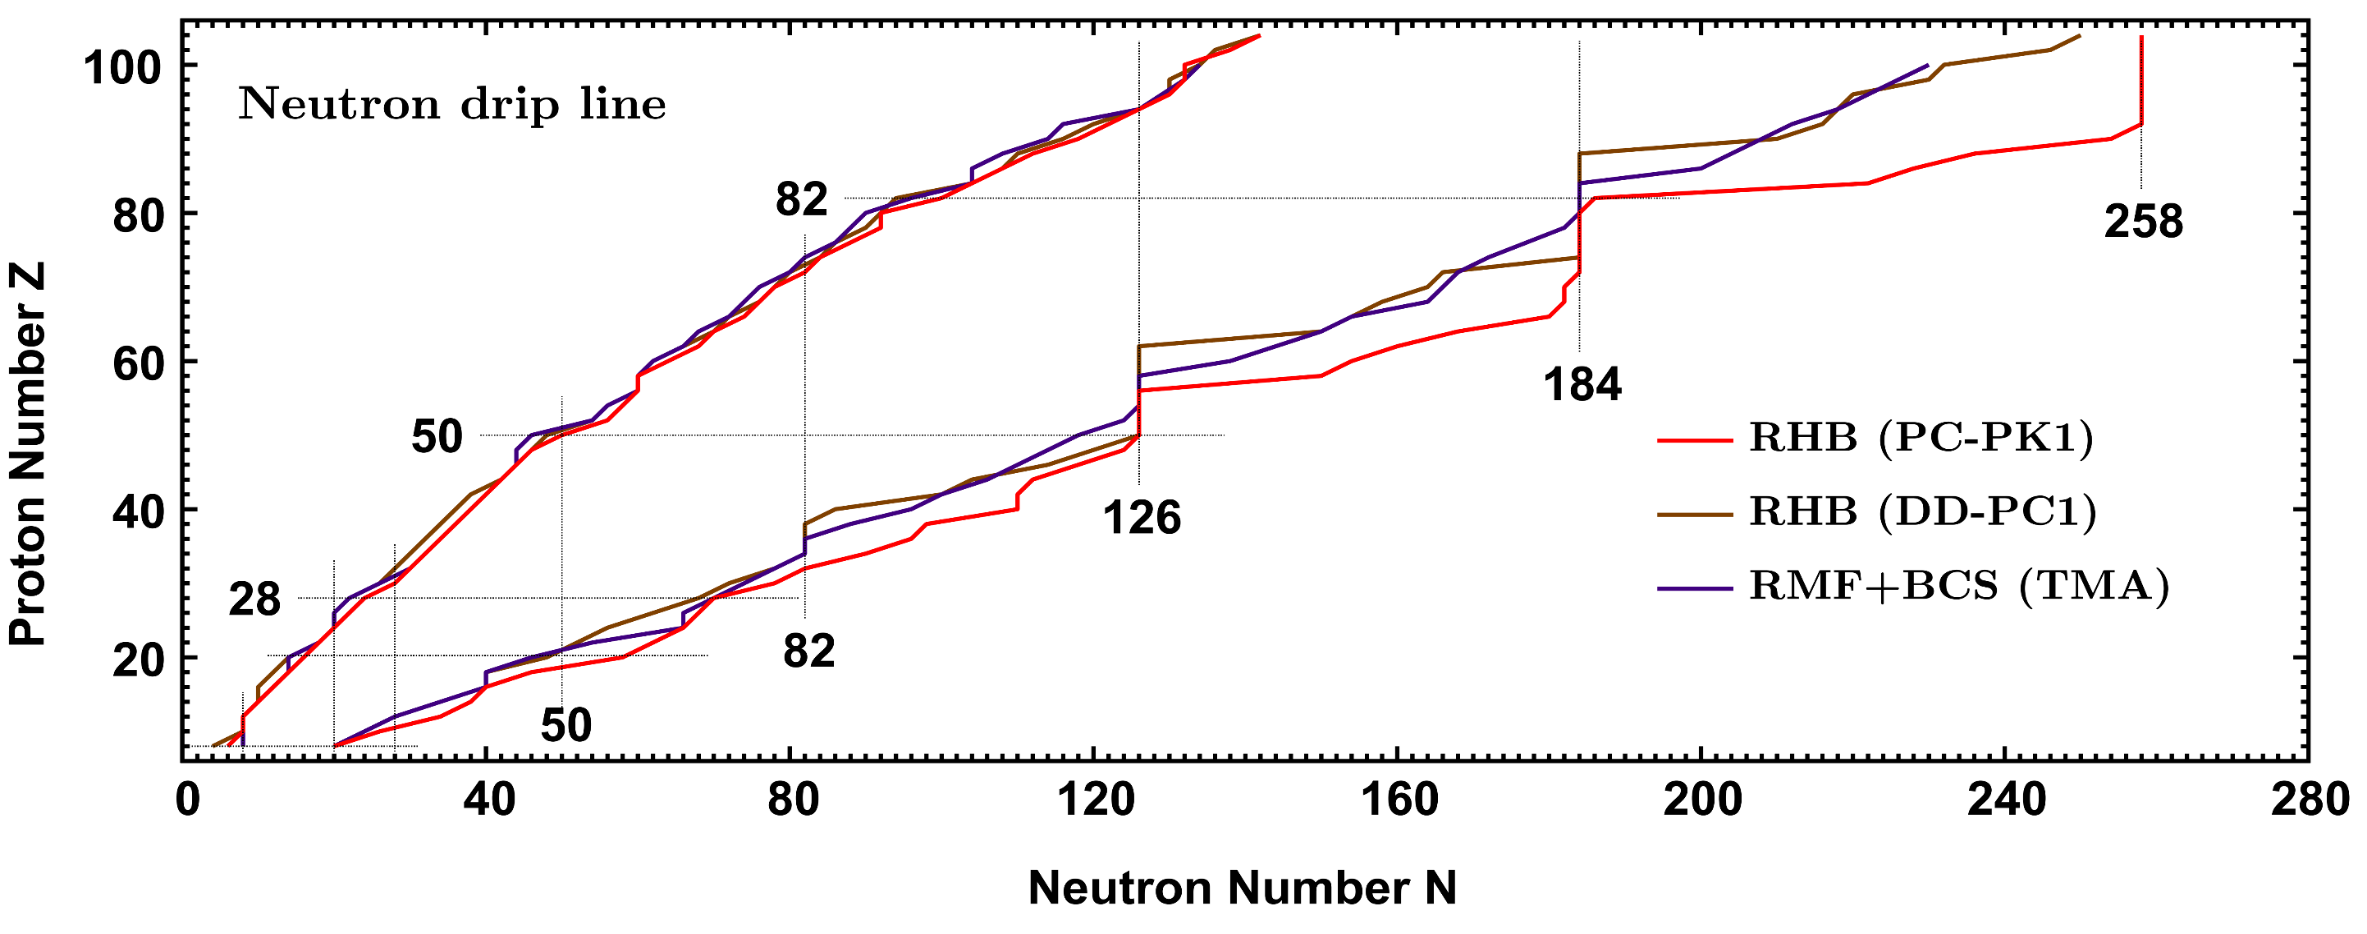 Neutron drip line
100
80
60
40
20
Proton Number Z
82
50
28
258
184
126
82
50
RHB (PC-PK1)
RHB (DD-PC1)
RMF+BCS (TMA)
0 40 80 120 160 200 240 280
Neutron Number N